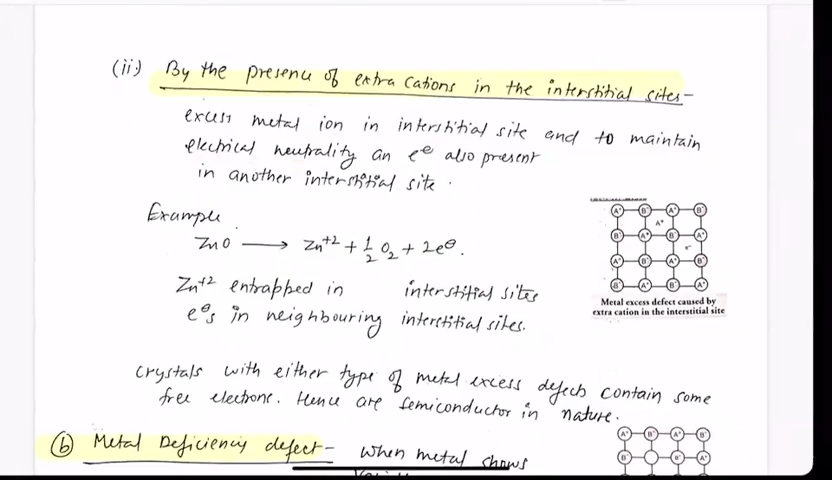 (ii) By the presence of extra cations in the interstitial sites-
excess metal ion in interstitial site and to maintain
electrical neutrality an e⊖ also present
in another interstitial site.
Example
ZnO ⟶ Zn+2 + 1/2 O2 + 2e⊖.
Zn+2 entrapped in interstitial sites
e⊖s in neighbouring interstitial sites.
A+ B- A+ B-
A+
B- A+ B- A+
e-
A+ B- A+ B-
B- A+ B- A+
Metal excess defect caused by
extra cation in the interstitial site
crystals with either type of metal excess defects contain some
free electrons. Hence are semiconductor in nature.
(b) Metal Deficiency defect- When metal shows
A+ B- A+ B-
B- B- A+